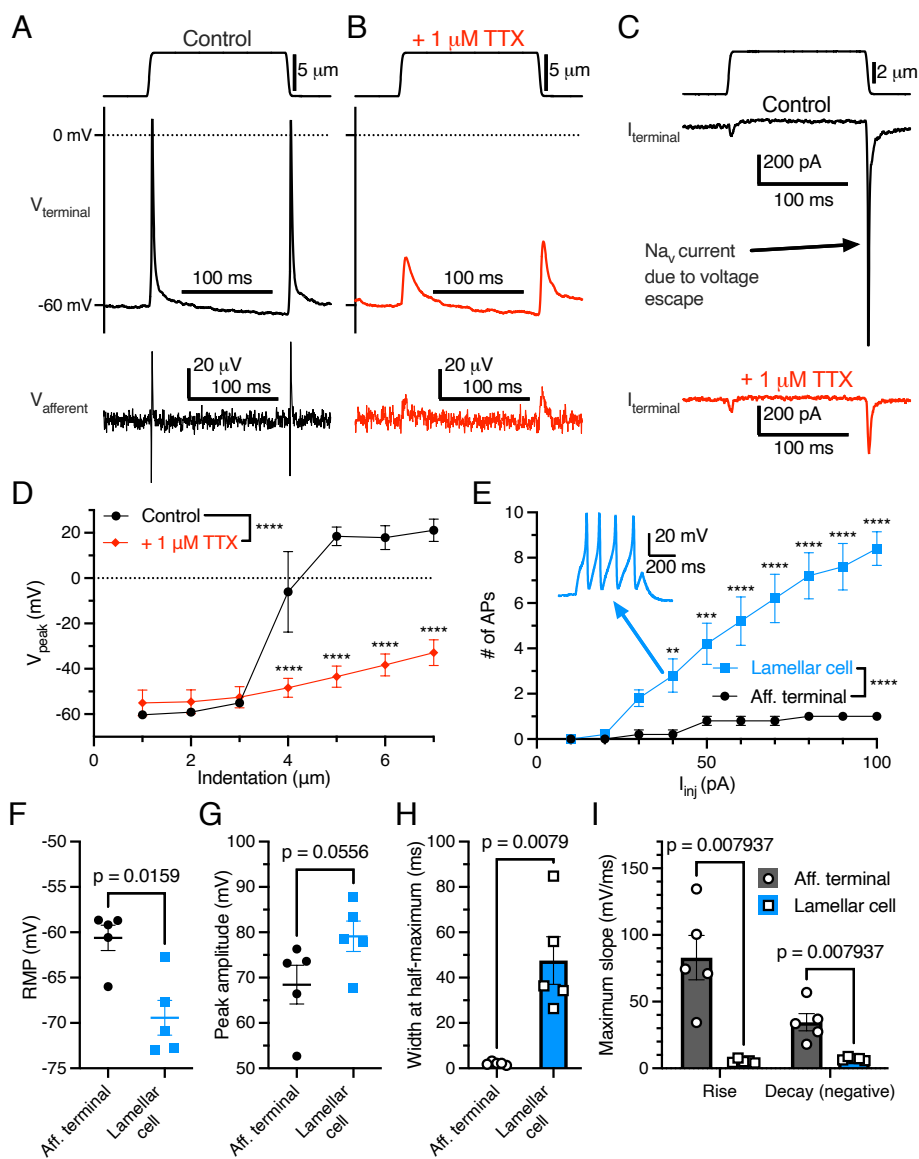 A
Control
5 μm
0 mV
V_terminal
100 ms
-60 mV
20 μV
100 ms
V_afferent
B
+ 1 μM TTX
5 μm
100 ms
20 μV
100 ms
C
2 μm
Control
I_terminal
200 pA
100 ms
Na_v current
due to voltage
escape
+ 1 μM TTX
I_terminal
200 pA
100 ms
D
Control
+ 1 μM TTX
****
20
0
-20
-40
-60
V_peak (mV)
**** **** **** ****
0 2 4 6
Indentation (μm)
E
10
8
6
4
2
0
# of APs
20 mV
200 ms
** *** **** **** **** **** ****
Lamellar cell
Aff. terminal
****
0 50 100
I_inj (pA)
F
-50
-55
-60
-65
-70
-75
RMP (mV)
p = 0.0159
Aff. terminal
Lamellar
cell
G
100
90
80
70
60
50
Peak amplitude (mV)
p = 0.0556
Aff. terminal
Lamellar
cell
H
100
80
60
40
20
0
Width at half-maximum (ms)
p = 0.0079
Aff. terminal
Lamellar
cell
I
150
100
50
0
Maximum slope (mV/ms)
p = 0.007937
p = 0.007937
Aff. terminal
Lamellar cell
Rise
Decay (negative)